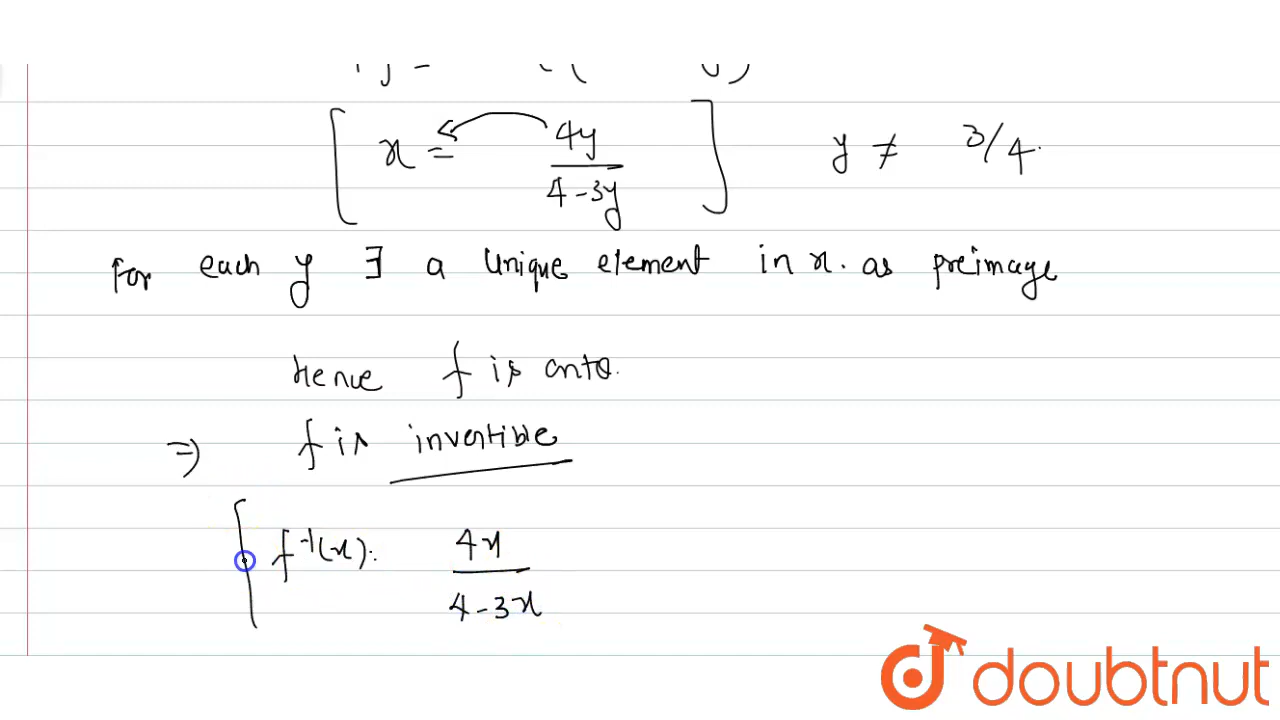 x = 4y / 4-3y   y ≠ 3/4.
For each y ∃ a Unique element in x. as preimage
Hence f is onto.
⇒ f is invertible
f⁻¹(x): 4x / 4-3x
doubtnut